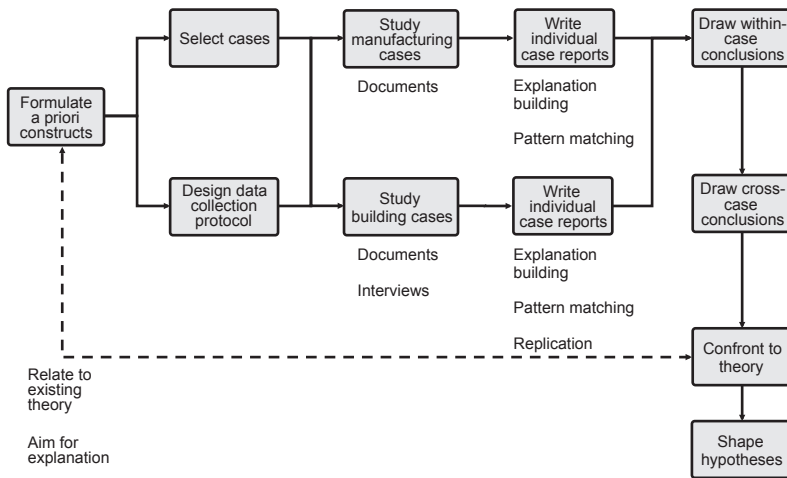 Select cases
Study
manufacturing
cases
Write
individual
case reports
Draw within-
case
conclusions
Documents
Explanation
building
Pattern matching
Formulate
a priori
constructs
Design data
collection
protocol
Study
building cases
Write
individual
case reports
Draw cross-
case
conclusions
Documents
Interviews
Explanation
building
Pattern matching
Replication
Confront to
theory
Relate to
existing
theory
Aim for
explanation
Shape
hypotheses